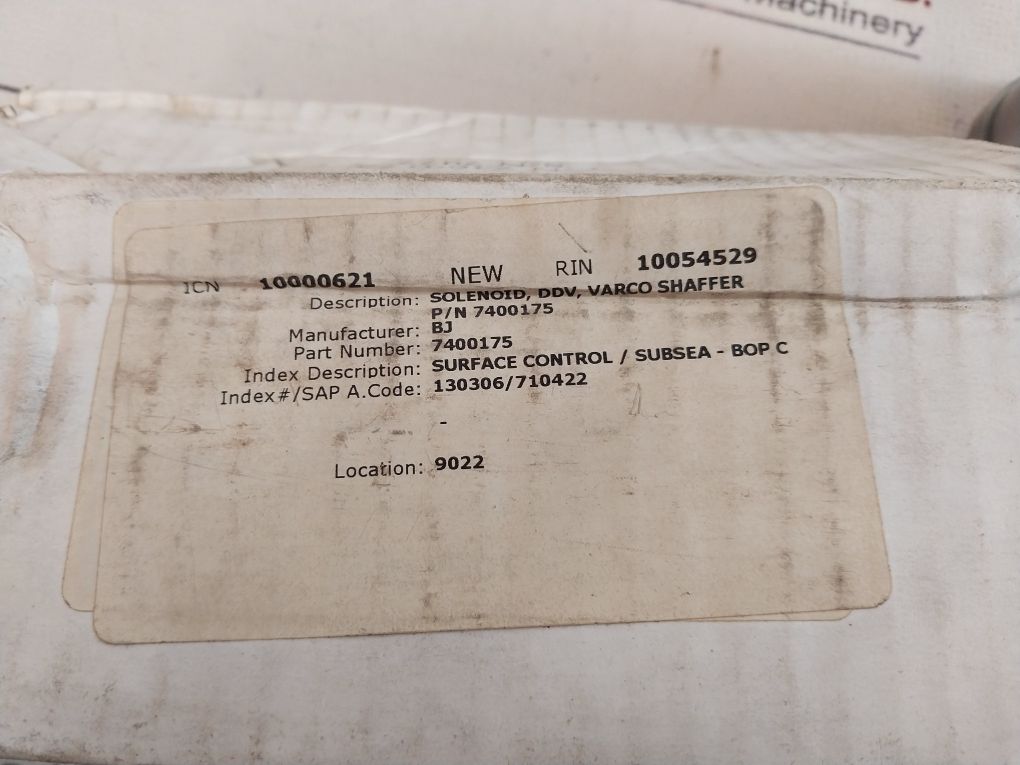 Machinery
ICN 10000621 NEW RIN 10054529
Description: SOLENOID, DDV, VARCO SHAFFER
P/N 7400175
Manufacturer: BJ
Part Number: 7400175
Index Description: SURFACE CONTROL / SUBSEA - BOP C
Index#/SAP A.Code: 130306/710422
-
Location: 9022